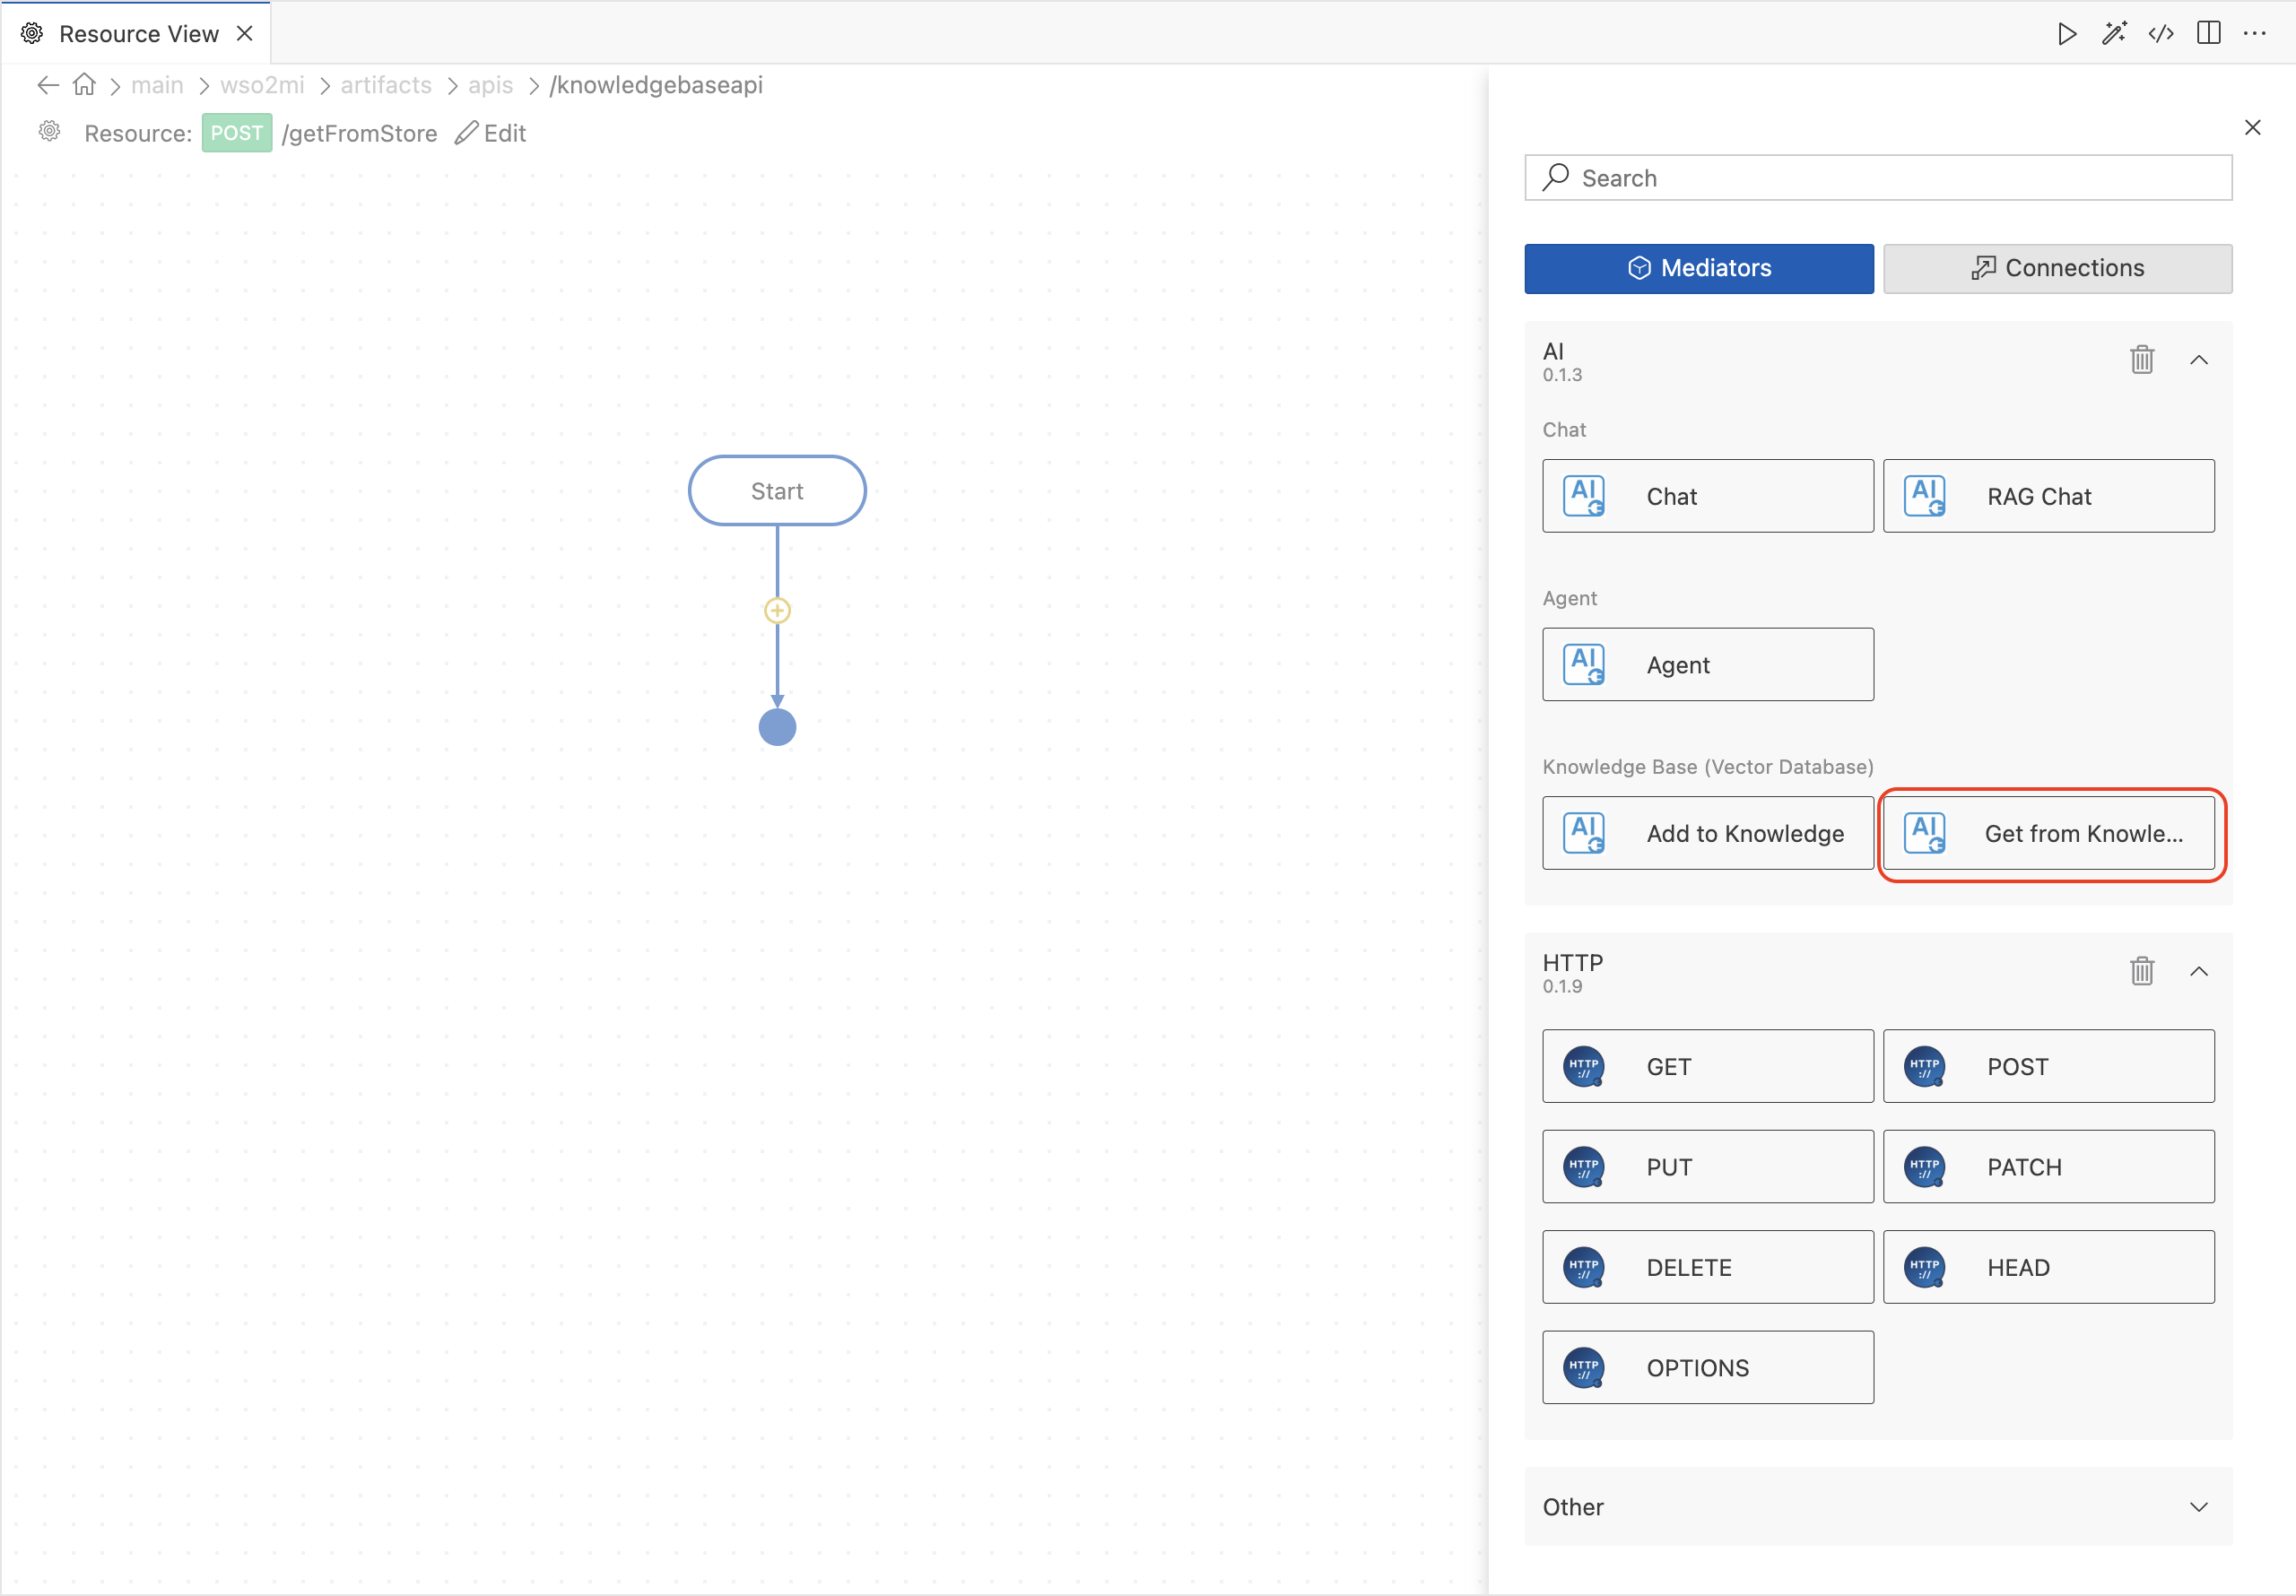 Resource View
main > wso2mi > artifacts > apis > /knowledgebaseapi
Resource: POST /getFromStore Edit
Start
Search
Mediators
Connections
AI
0.1.3
Chat
AI Chat
AI RAG Chat
Agent
AI Agent
Knowledge Base (Vector Database)
AI Add to Knowledge
AI Get from Knowle...
HTTP
0.1.9
HTTP :// GET
HTTP :// POST
HTTP :// PUT
HTTP :// PATCH
HTTP :// DELETE
HTTP :// HEAD
HTTP :// OPTIONS
Other